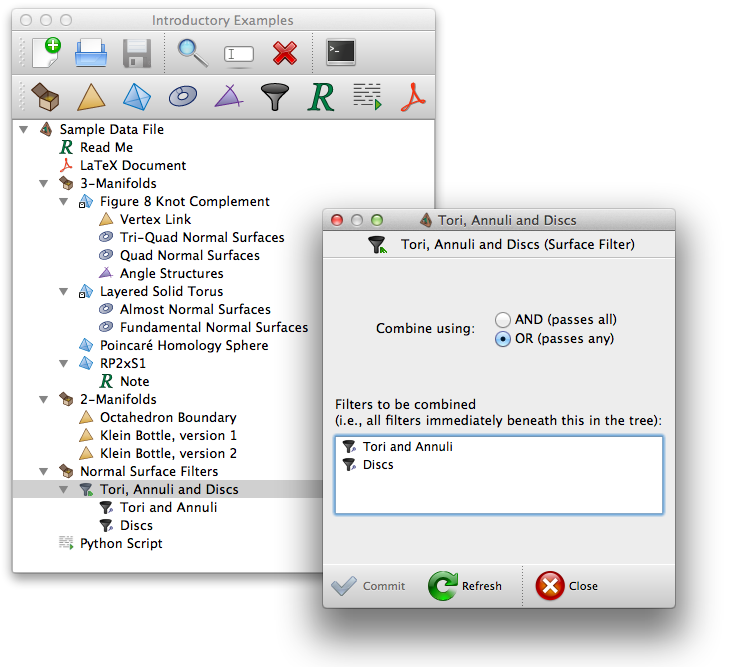 Introductory Examples
Sample Data File
Read Me
LaTeX Document
3-Manifolds
Figure 8 Knot Complement
Vertex Link
Tri-Quad Normal Surfaces
Quad Normal Surfaces
Angle Structures
Layered Solid Torus
Almost Normal Surfaces
Fundamental Normal Surfaces
Poincaré Homology Sphere
RP2xS1
Note
2-Manifolds
Octahedron Boundary
Klein Bottle, version 1
Klein Bottle, version 2
Normal Surface Filters
Tori, Annuli and Discs
Tori and Annuli
Discs
Python Script
Tori, Annuli and Discs
Tori, Annuli and Discs (Surface Filter)
Combine using:
AND (passes all)
OR (passes any)
Filters to be combined
(i.e., all filters immediately beneath this in the tree):
Tori and Annuli
Discs
Commit
Refresh
Close